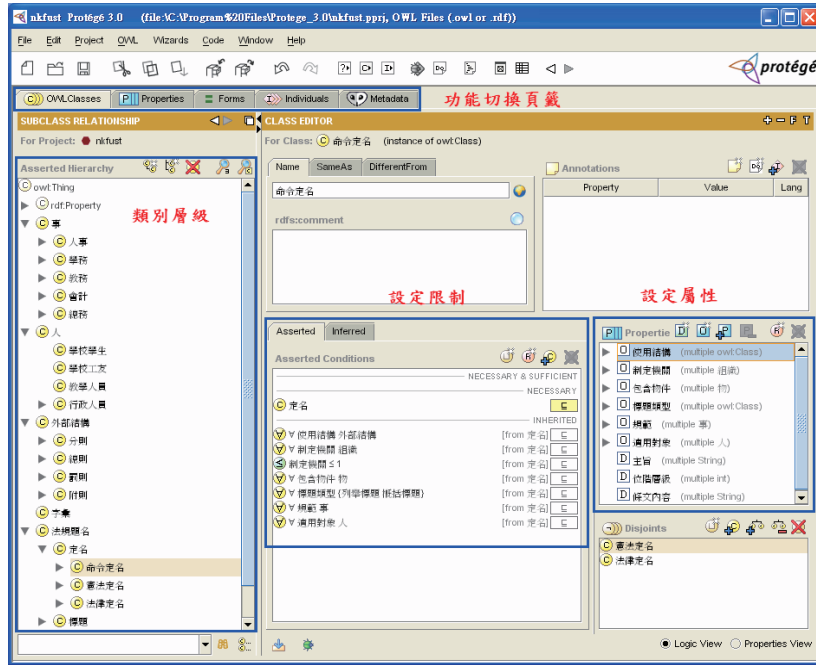 nkfust Protégé 3.0 (file:\C:\Program%20Files\Protege_3.0\nkfust.pprj, OWL Files (.owl or .rdf))
File Edit Project OWL Wizards Code Window Help
protégé
OWLClasses Properties Forms Individuals Metadata 功能切換頁籤
SUBCLASS RELATIONSHIP
For Project: nkfust
Asserted Hierarchy
類別層級
owl:Thing
rdf:Property
事
人事
學務
教務
會計
總務
人
學校學生
學校工友
教學人員
行政人員
外部結構
分則
總則
罰則
附則
字彙
法規題名
定名
命令定名
憲法定名
法律定名
標題
CLASS EDITOR
For Class: 命令定名 (instance of owl:Class)
Name SameAs DifferentFrom
命令定名
rdfs:comment
Annotations
Property Value Lang
設定限制
設定屬性
Asserted Inferred
Asserted Conditions
NECESSARY & SUFFICIENT
NECESSARY
定名
INHERITED
∀ 使用結構 外部結構 [from 定名]
∀ 制定機關 組織 [from 定名]
制定機關 ≤ 1 [from 定名]
∀ 包含物件 物 [from 定名]
∀ 標題類型 {列舉標題 概括標題} [from 定名]
∀ 規範 事 [from 定名]
∀ 適用對象 人 [from 定名]
Propertie
使用結構 (multiple owl:Class)
制定機關 (multiple 組織)
包含物件 (multiple 物)
標題類型 (multiple owl:Class)
規範 (multiple 事)
適用對象 (multiple 人)
主旨 (multiple String)
位階層級 (multiple int)
條文內容 (multiple String)
Disjoints
憲法定名
法律定名
Logic View Properties View